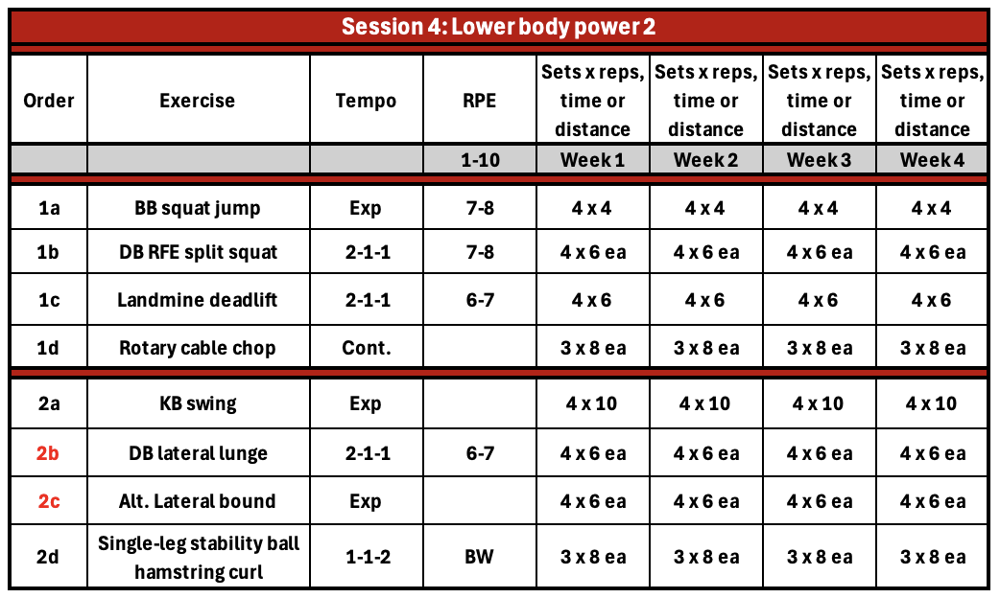 Session 4: Lower body power 2
Order Exercise Tempo RPE Sets x reps, time or distance Sets x reps, time or distance Sets x reps, time or distance Sets x reps, time or distance
1-10 Week 1 Week 2 Week 3 Week 4
1a BB squat jump Exp 7-8 4 x 4 4 x 4 4 x 4 4 x 4
1b DB RFE split squat 2-1-1 7-8 4 x 6 ea 4 x 6 ea 4 x 6 ea 4 x 6 ea
1c Landmine deadlift 2-1-1 6-7 4 x 6 4 x 6 4 x 6 4 x 6
1d Rotary cable chop Cont. 3 x 8 ea 3 x 8 ea 3 x 8 ea 3 x 8 ea
2a KB swing Exp 4 x 10 4 x 10 4 x 10 4 x 10
2b DB lateral lunge 2-1-1 6-7 4 x 6 ea 4 x 6 ea 4 x 6 ea 4 x 6 ea
2c Alt. Lateral bound Exp 4 x 6 ea 4 x 6 ea 4 x 6 ea 4 x 6 ea
2d Single-leg stability ball hamstring curl 1-1-2 BW 3 x 8 ea 3 x 8 ea 3 x 8 ea 3 x 8 ea